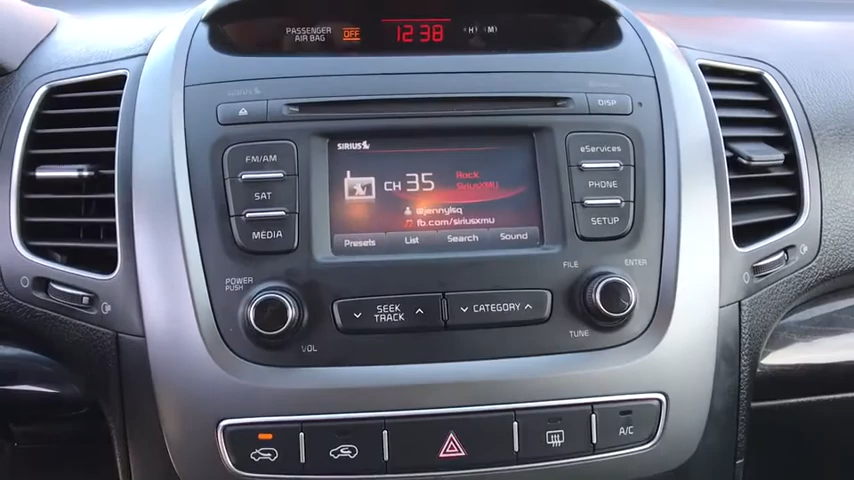 PASSENGER
AIR BAG OFF
12:38
H M
DISP
FM/AM
SAT
MEDIA
SIRIUS
CH 35
Rock
SiriusXMU
@jennylsq
fb.com/siriusxmu
Presets List Search Sound
eServices
PHONE
SETUP
POWER
PUSH
VOL
SEEK
TRACK
CATEGORY
FILE
ENTER
TUNE
A/C